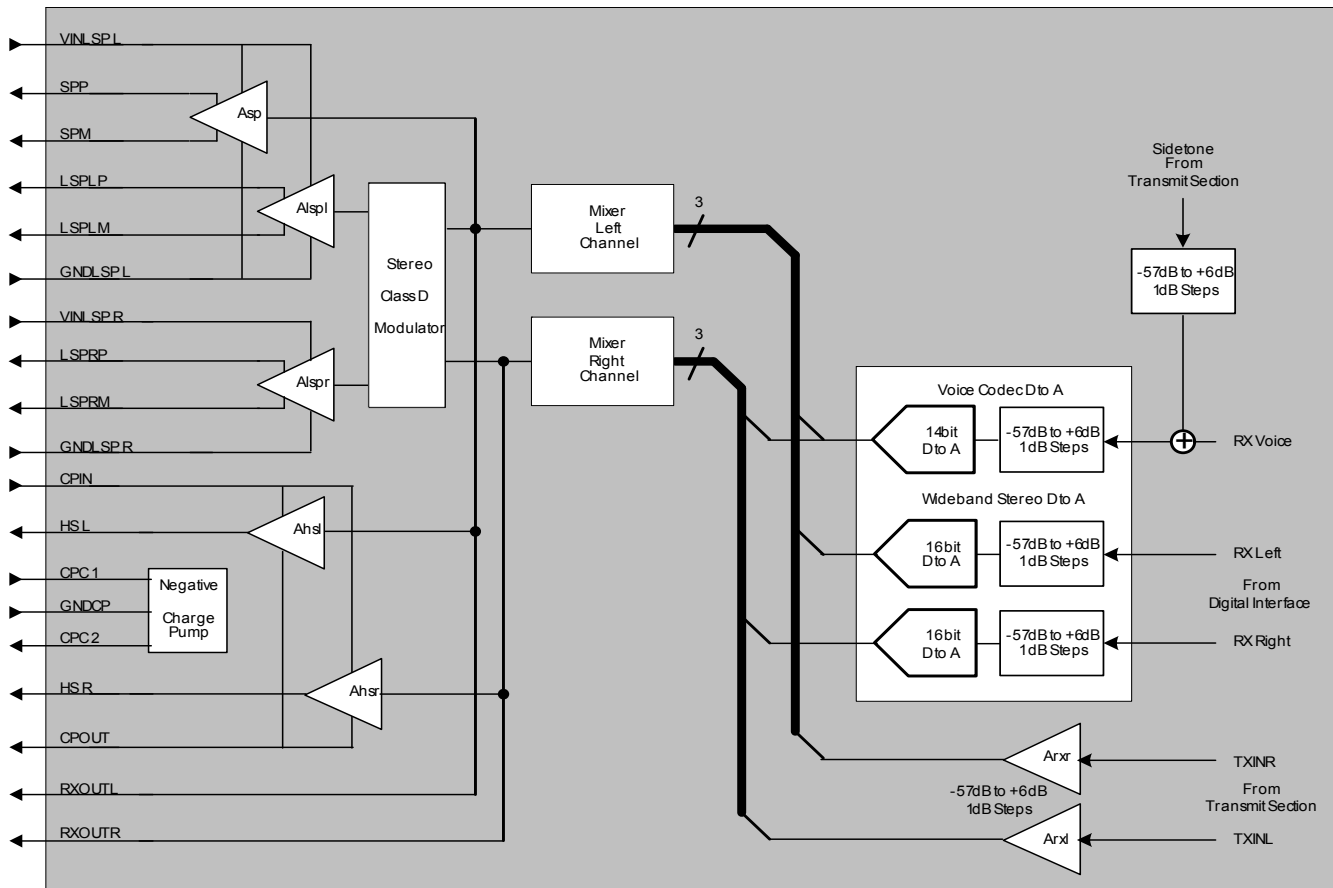 VINLSPL
SPP
SPM
LSPLP
LSPLM
GNDLSPL
VINLSPR
LSPRP
LSPRM
GNDLSPR
CPIN
HSL
CPC1
GNDCP
CPC2
HSR
CPOUT
RXOUTL
RXOUTR
Asp
Alspl
Alspr
Ahsl
Negative
Charge
Pump
Ahsr
Stereo
Class D
Modulator
Mixer
Left
Channel
3
Mixer
Right
Channel
3
Sidetone
From
Transmit Section
-57dB to +6dB
1dB Steps
Voice Codec D to A
14bit
D to A
-57dB to +6dB
1dB Steps
+
RX Voice
Wideband Stereo D to A
16bit
D to A
-57dB to +6dB
1dB Steps
RX Left
From
Digital Interface
16bit
D to A
-57dB to +6dB
1dB Steps
RX Right
Arxr
TXINR
-57dB to +6dB
1dB Steps
From
Transmit Section
Arxl
TXINL